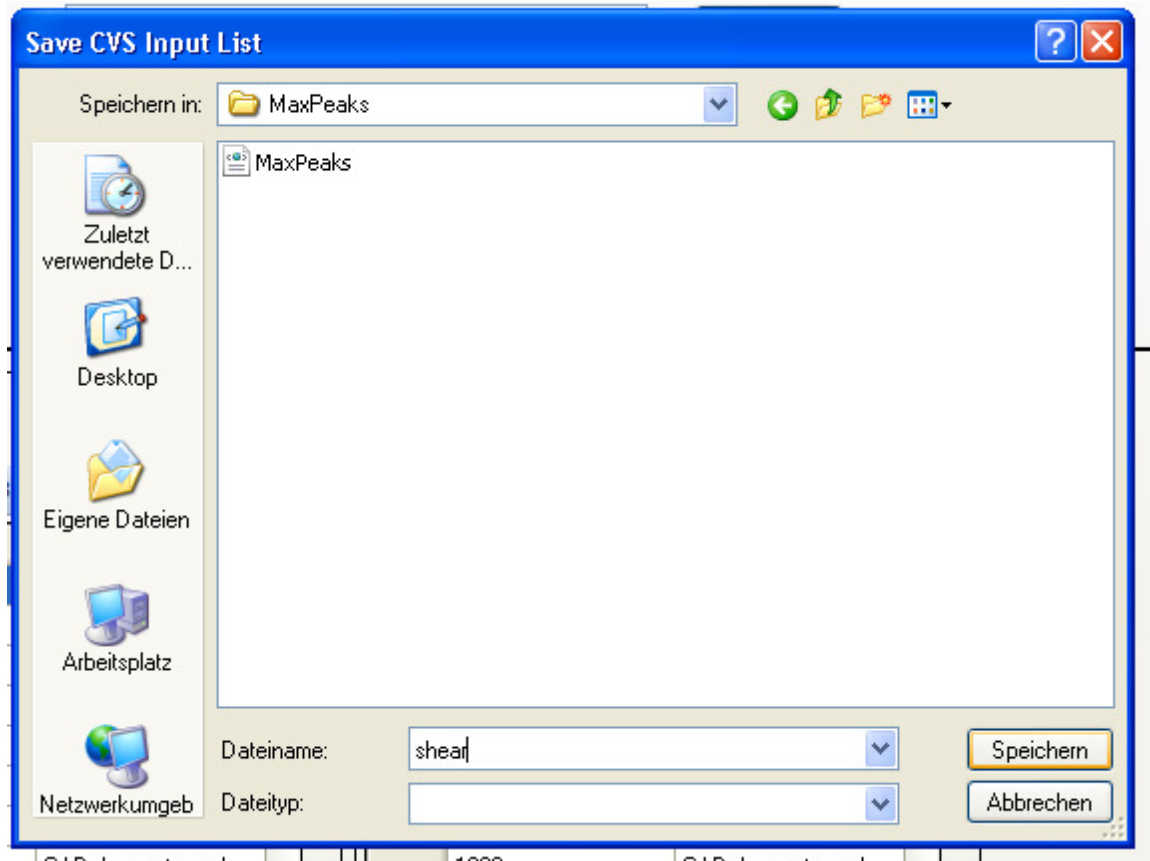 Save CVS Input List
Speichern in:
MaxPeaks
MaxPeaks
Zuletzt
verwendete D...
Desktop
Eigene Dateien
Arbeitsplatz
Netzwerkumgeb
Dateiname:
shear
Speichern
Dateityp:
Abbrechen